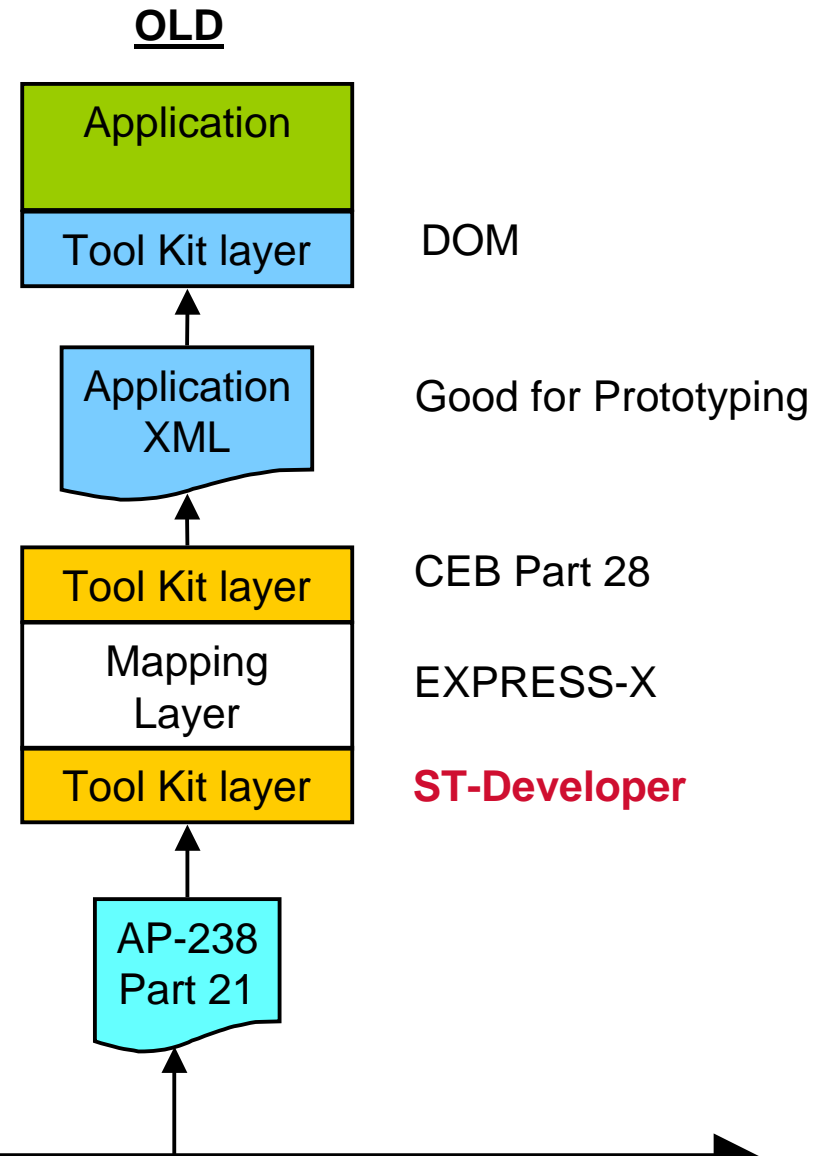 OLD
Application
Tool Kit layer
DOM
Application
XML
Good for Prototyping
Tool Kit layer
CEB Part 28
Mapping
Layer
EXPRESS-X
Tool Kit layer
ST-Developer
AP-238
Part 21